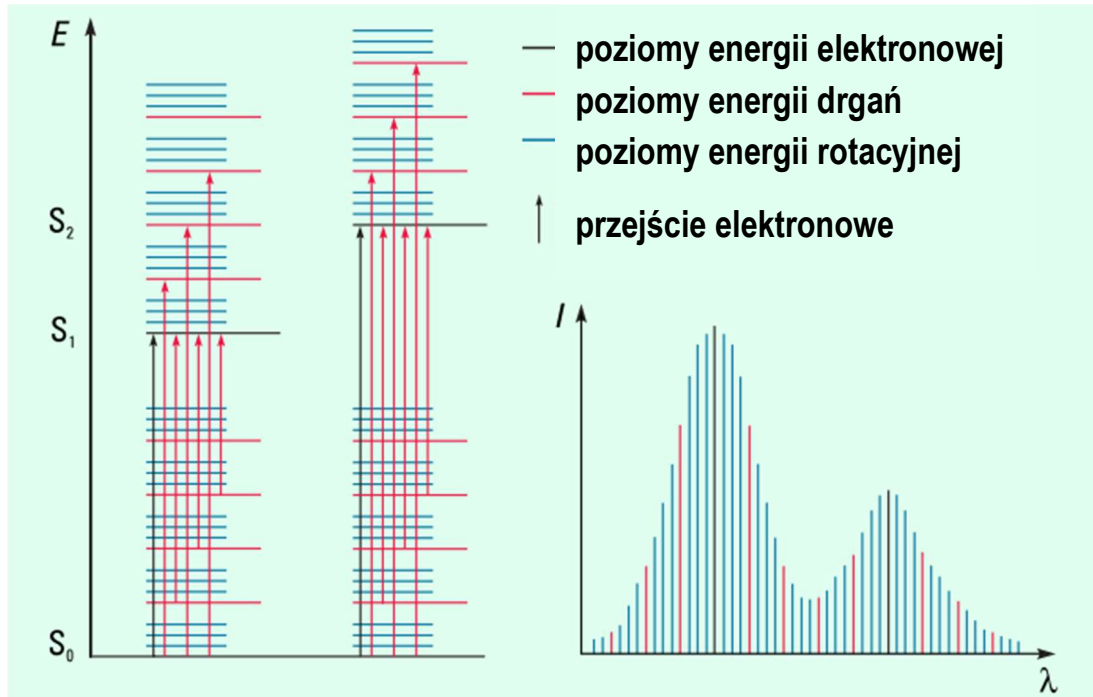 E
poziomy energii elektronowej
poziomy energii drgań
poziomy energii rotacyjnej
przejście elektronowe
S₂
S₁
S₀
I
λ